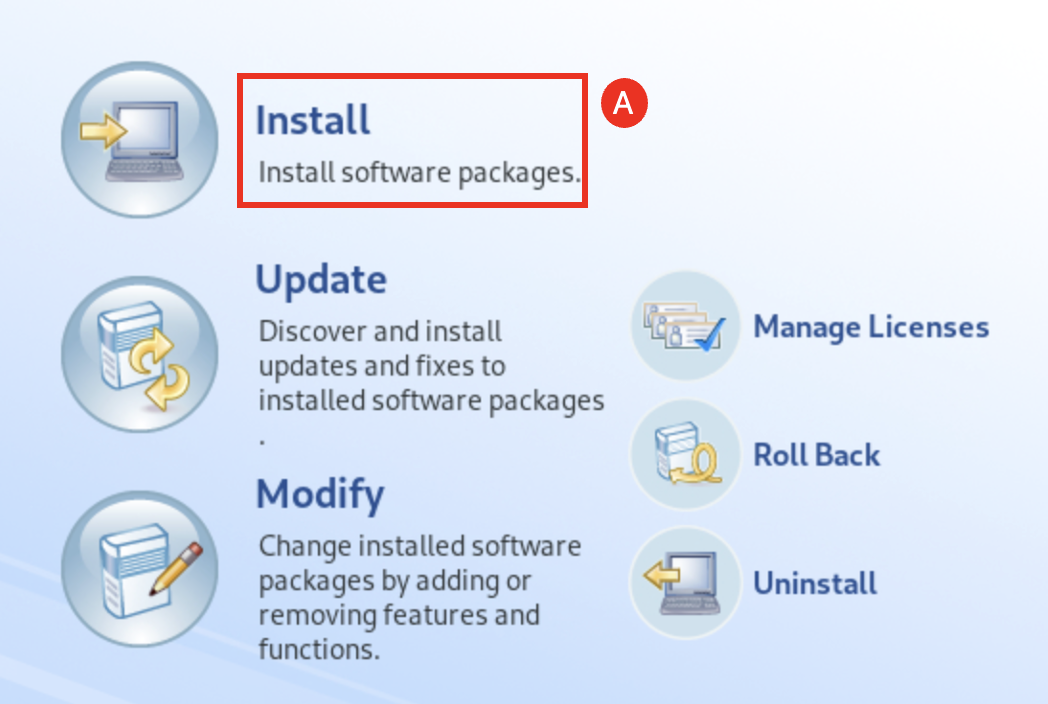 Install
A
Install software packages.
Update
Discover and install
updates and fixes to
installed software packages
.
Modify
Change installed software
packages by adding or
removing features and
functions.
Manage Licenses
Roll Back
Uninstall